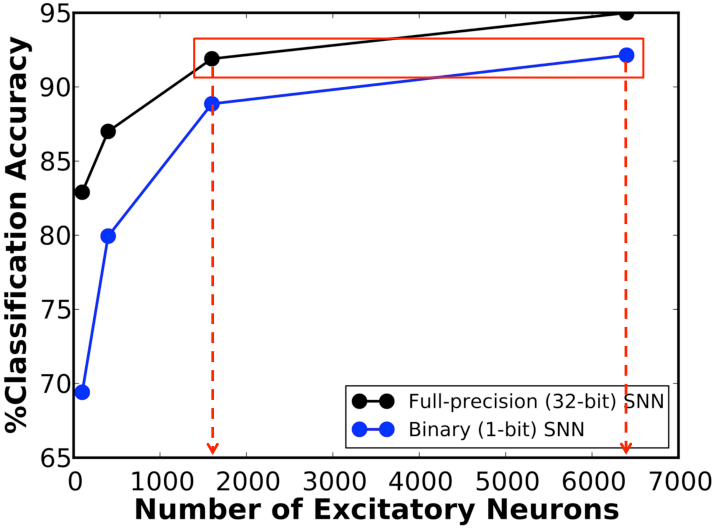 95
90
85
80
75
70
65
%Classification Accuracy
Full-precision (32-bit) SNN
Binary (1-bit) SNN
0 1000 2000 3000 4000 5000 6000 7000
Number of Excitatory Neurons